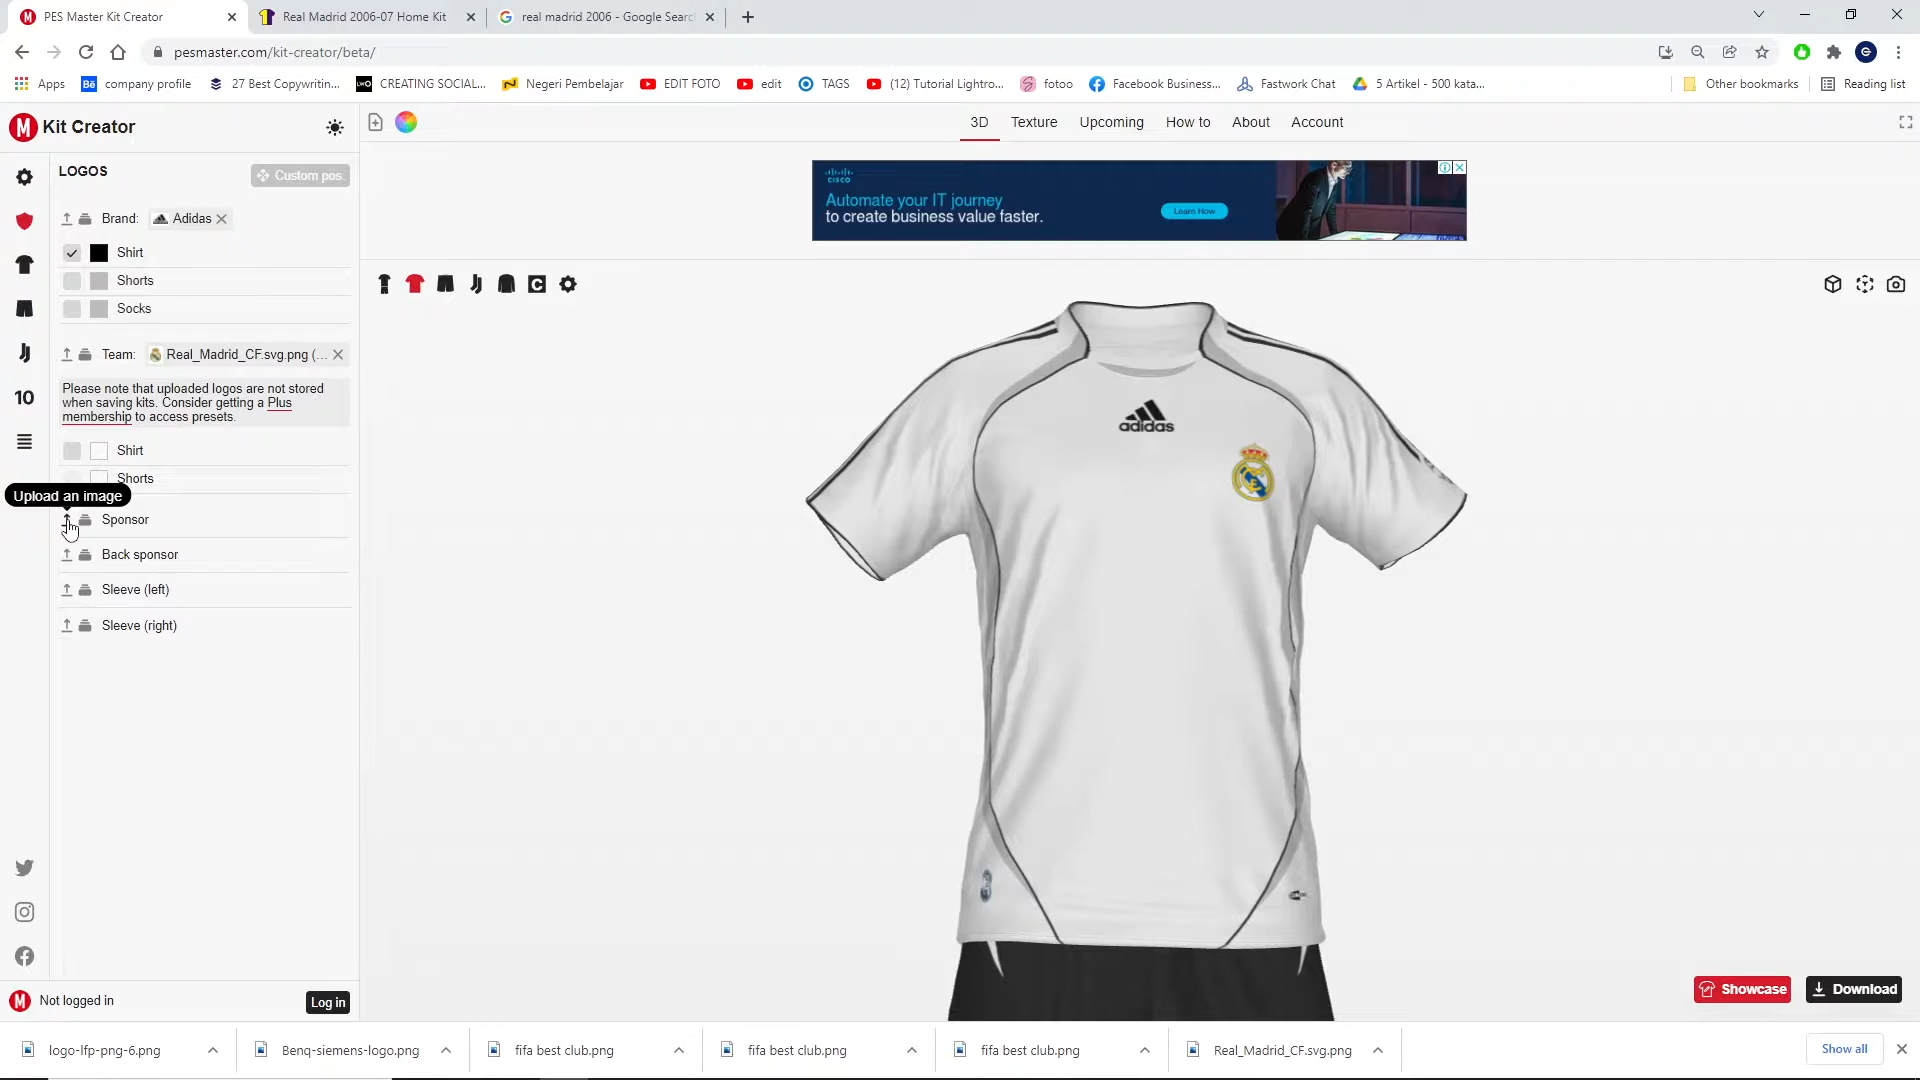 PES Master Kit Creator
Real Madrid 2006-07 Home Kit
real madrid 2006 - Google Searc
pesmaster.com/kit-creator/beta/
Apps
Bē company profile
27 Best Copywritin...
LWO CREATING SOCIAL...
Negeri Pembelajar
EDIT FOTO
edit
TAGS
(12) Tutorial Lightro...
fotoo
Facebook Business...
Fastwork Chat
5 Artikel - 500 kata...
Other bookmarks
Reading list
Kit Creator
3D
Texture
Upcoming
How to
About
Account
LOGOS
Custom pos.
CISCO
Automate your IT journey
to create business value faster.
Learn How
Brand:
Adidas
Shirt
Shorts
Socks
Team:
Real_Madrid_CF.svg.png (...
Please note that uploaded logos are not stored
when saving kits. Consider getting a Plus
membership to access presets.
10
Shirt
Shorts
Upload an image
Sponsor
Back sponsor
Sleeve (left)
Sleeve (right)
adidas
C
Not logged in
Log in
Showcase
Download
logo-lfp-png-6.png
Benq-siemens-logo.png
fifa best club.png
fifa best club.png
fifa best club.png
Real_Madrid_CF.svg.png
Show all